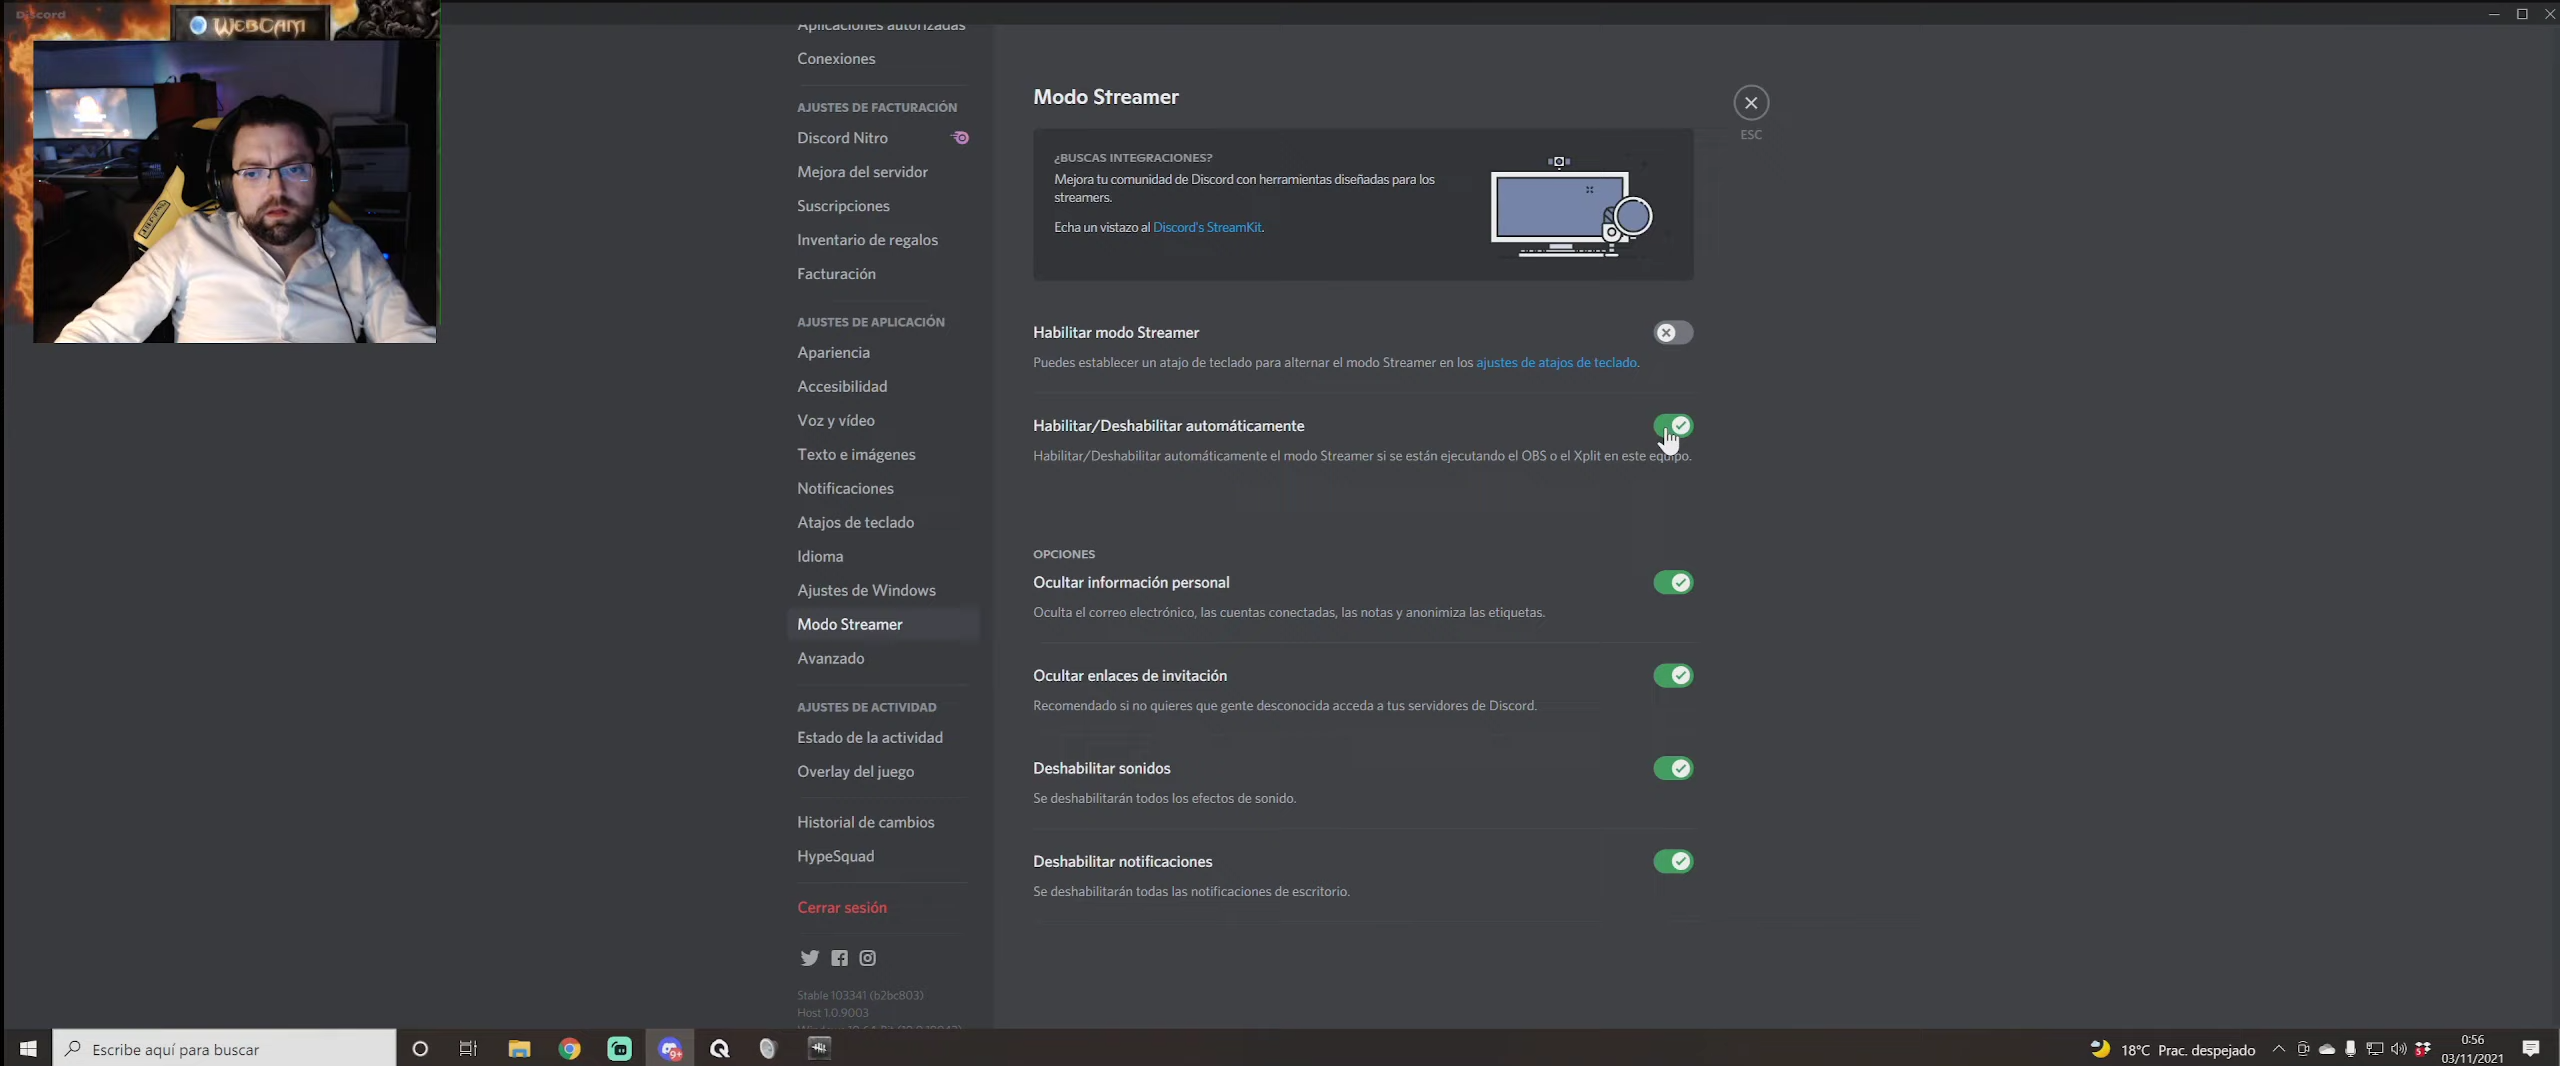 Discord
WEBCAM
Aplicaciones autorizadas
Conexiones
AJUSTES DE FACTURACIÓN
Discord Nitro
Mejora del servidor
Suscripciones
Inventario de regalos
Facturación
AJUSTES DE APLICACIÓN
Apariencia
Accesibilidad
Voz y vídeo
Texto e imágenes
Notificaciones
Atajos de teclado
Idioma
Ajustes de Windows
Modo Streamer
Avanzado
AJUSTES DE ACTIVIDAD
Estado de la actividad
Overlay del juego
Historial de cambios
HypeSquad
Cerrar sesión
Stable 103341 (b2bc803)
Host 1.0.9003
Modo Streamer
ESC
¿BUSCAS INTEGRACIONES?
Mejora tu comunidad de Discord con herramientas diseñadas para los
streamers.
Echa un vistazo al Discord's StreamKit.
Habilitar modo Streamer
Puedes establecer un atajo de teclado para alternar el modo Streamer en los ajustes de atajos de teclado.
Habilitar/Deshabilitar automáticamente
Habilitar/Deshabilitar automáticamente el modo Streamer si se están ejecutando el OBS o el Xplit en este equipo.
OPCIONES
Ocultar información personal
Oculta el correo electrónico, las cuentas conectadas, las notas y anonimiza las etiquetas.
Ocultar enlaces de invitación
Recomendado si no quieres que gente desconocida acceda a tus servidores de Discord.
Deshabilitar sonidos
Se deshabilitarán todos los efectos de sonido.
Deshabilitar notificaciones
Se deshabilitarán todas las notificaciones de escritorio.
Escribe aquí para buscar
9+
18°C Prac. despejado
0:56
03/11/2021